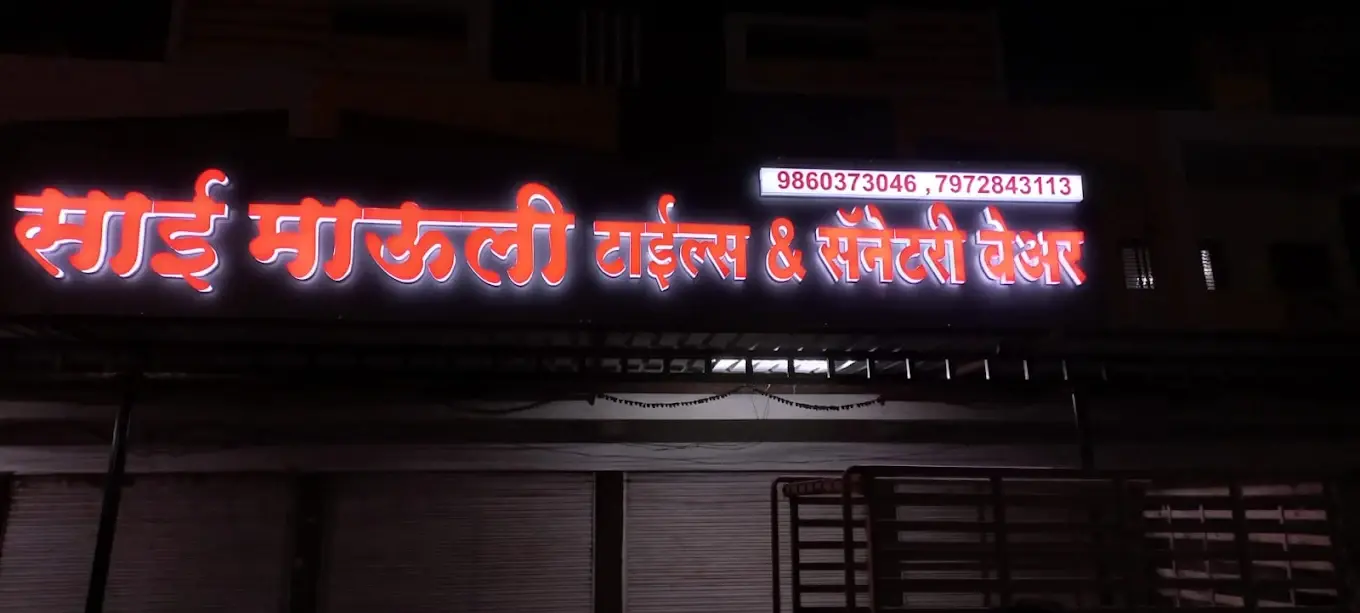 9860373046 ,7972843113
साई माऊली टाईल्स & सॅनेटरी वेअर